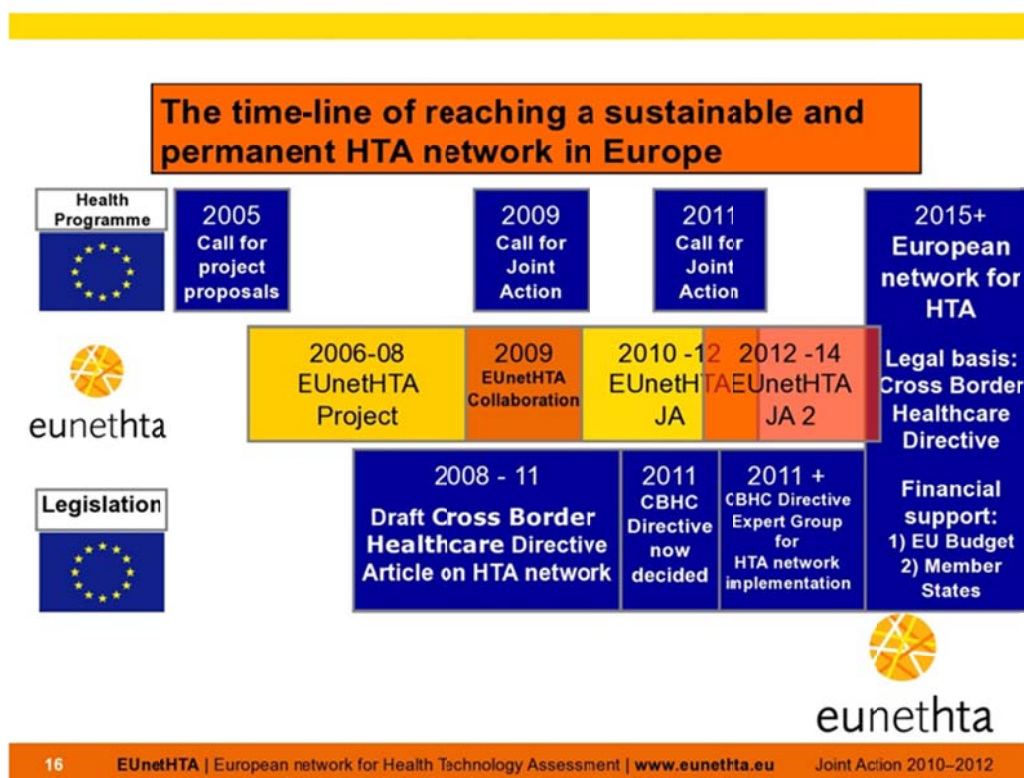 The time-line of reaching a sustainable and
permanent HTA network in Europe
Health
Programme
2005
Call for
project
proposals
2009
Call for
Joint
Action
2011
Call for
Joint
Action
2015+
European
network for
HTA
Legal basis:
Cross Border
Healthcare
Directive
Financial
support:
1) EU Budget
2) Member
States
eunethta
2006-08
EUnetHTA
Project
2009
EUnetHTA
Collaboration
2010 -12
EUnetHTA
JA
2012 -14
EUnetHTA
JA 2
Legislation
2008 - 11
Draft Cross Border
Healthcare Directive
Article on HTA network
2011
CBHC
Directive
now
decided
2011 +
CBHC Directive
Expert Group
for
HTA network
implementation
eunethta
16 EUnetHTA | European network for Health Technology Assessment | www.eunethta.eu Joint Action 2010–2012